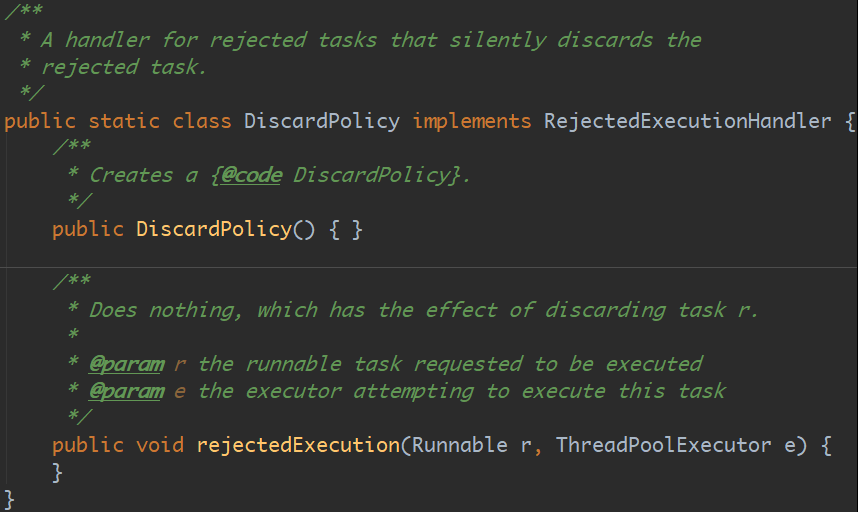 /**
 * A handler for rejected tasks that silently discards the
 * rejected task.
 */
public static class DiscardPolicy implements RejectedExecutionHandler {
    /**
     * Creates a {@code DiscardPolicy}.
     */
    public DiscardPolicy() { }
    /**
     * Does nothing, which has the effect of discarding task r.
     *
     * @param r the runnable task requested to be executed
     * @param e the executor attempting to execute this task
     */
    public void rejectedExecution(Runnable r, ThreadPoolExecutor e) {
    }
}